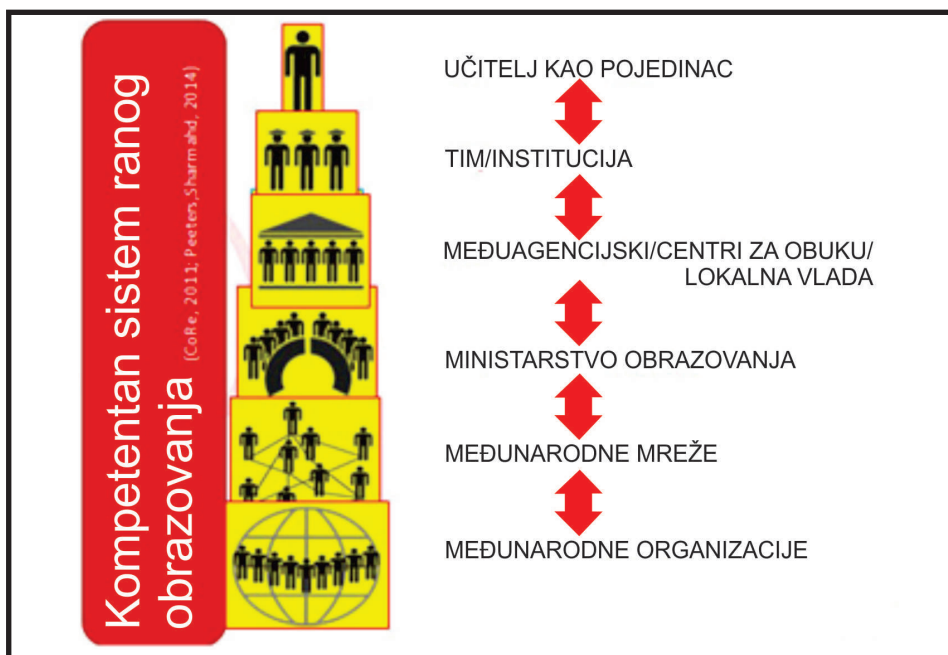 Kompetentan sistem ranog
obrazovanja (CoRe, 2011; Peeters,Sharmahd, 2014)
UČITELJ KAO POJEDINAC
TIM/INSTITUCIJA
MEĐUAGENCIJSKI/CENTRI ZA OBUKU/
LOKALNA VLADA
MINISTARSTVO OBRAZOVANJA
MEĐUNARODNE MREŽE
MEĐUNARODNE ORGANIZACIJE